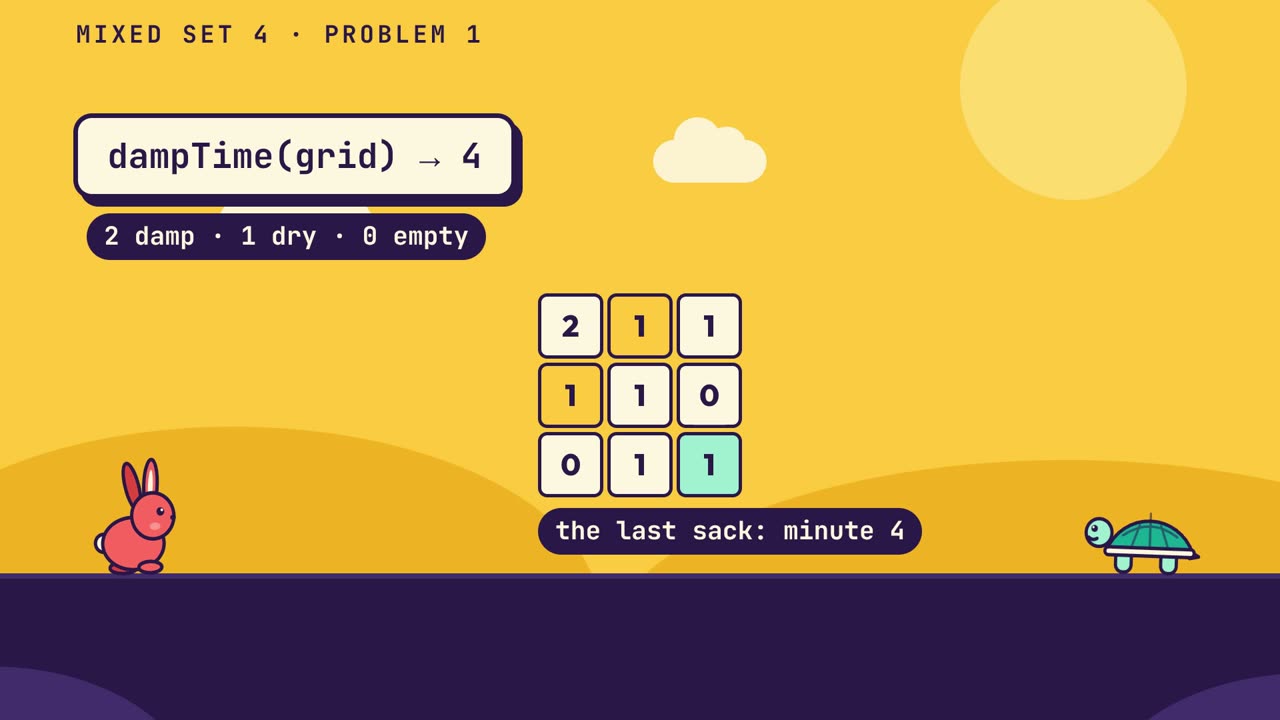 MIXED SET 4 · PROBLEM 1
dampTime(grid) → 4
2 damp · 1 dry · 0 empty
2 1 1
1 1 0
0 1 1
the last sack: minute 4